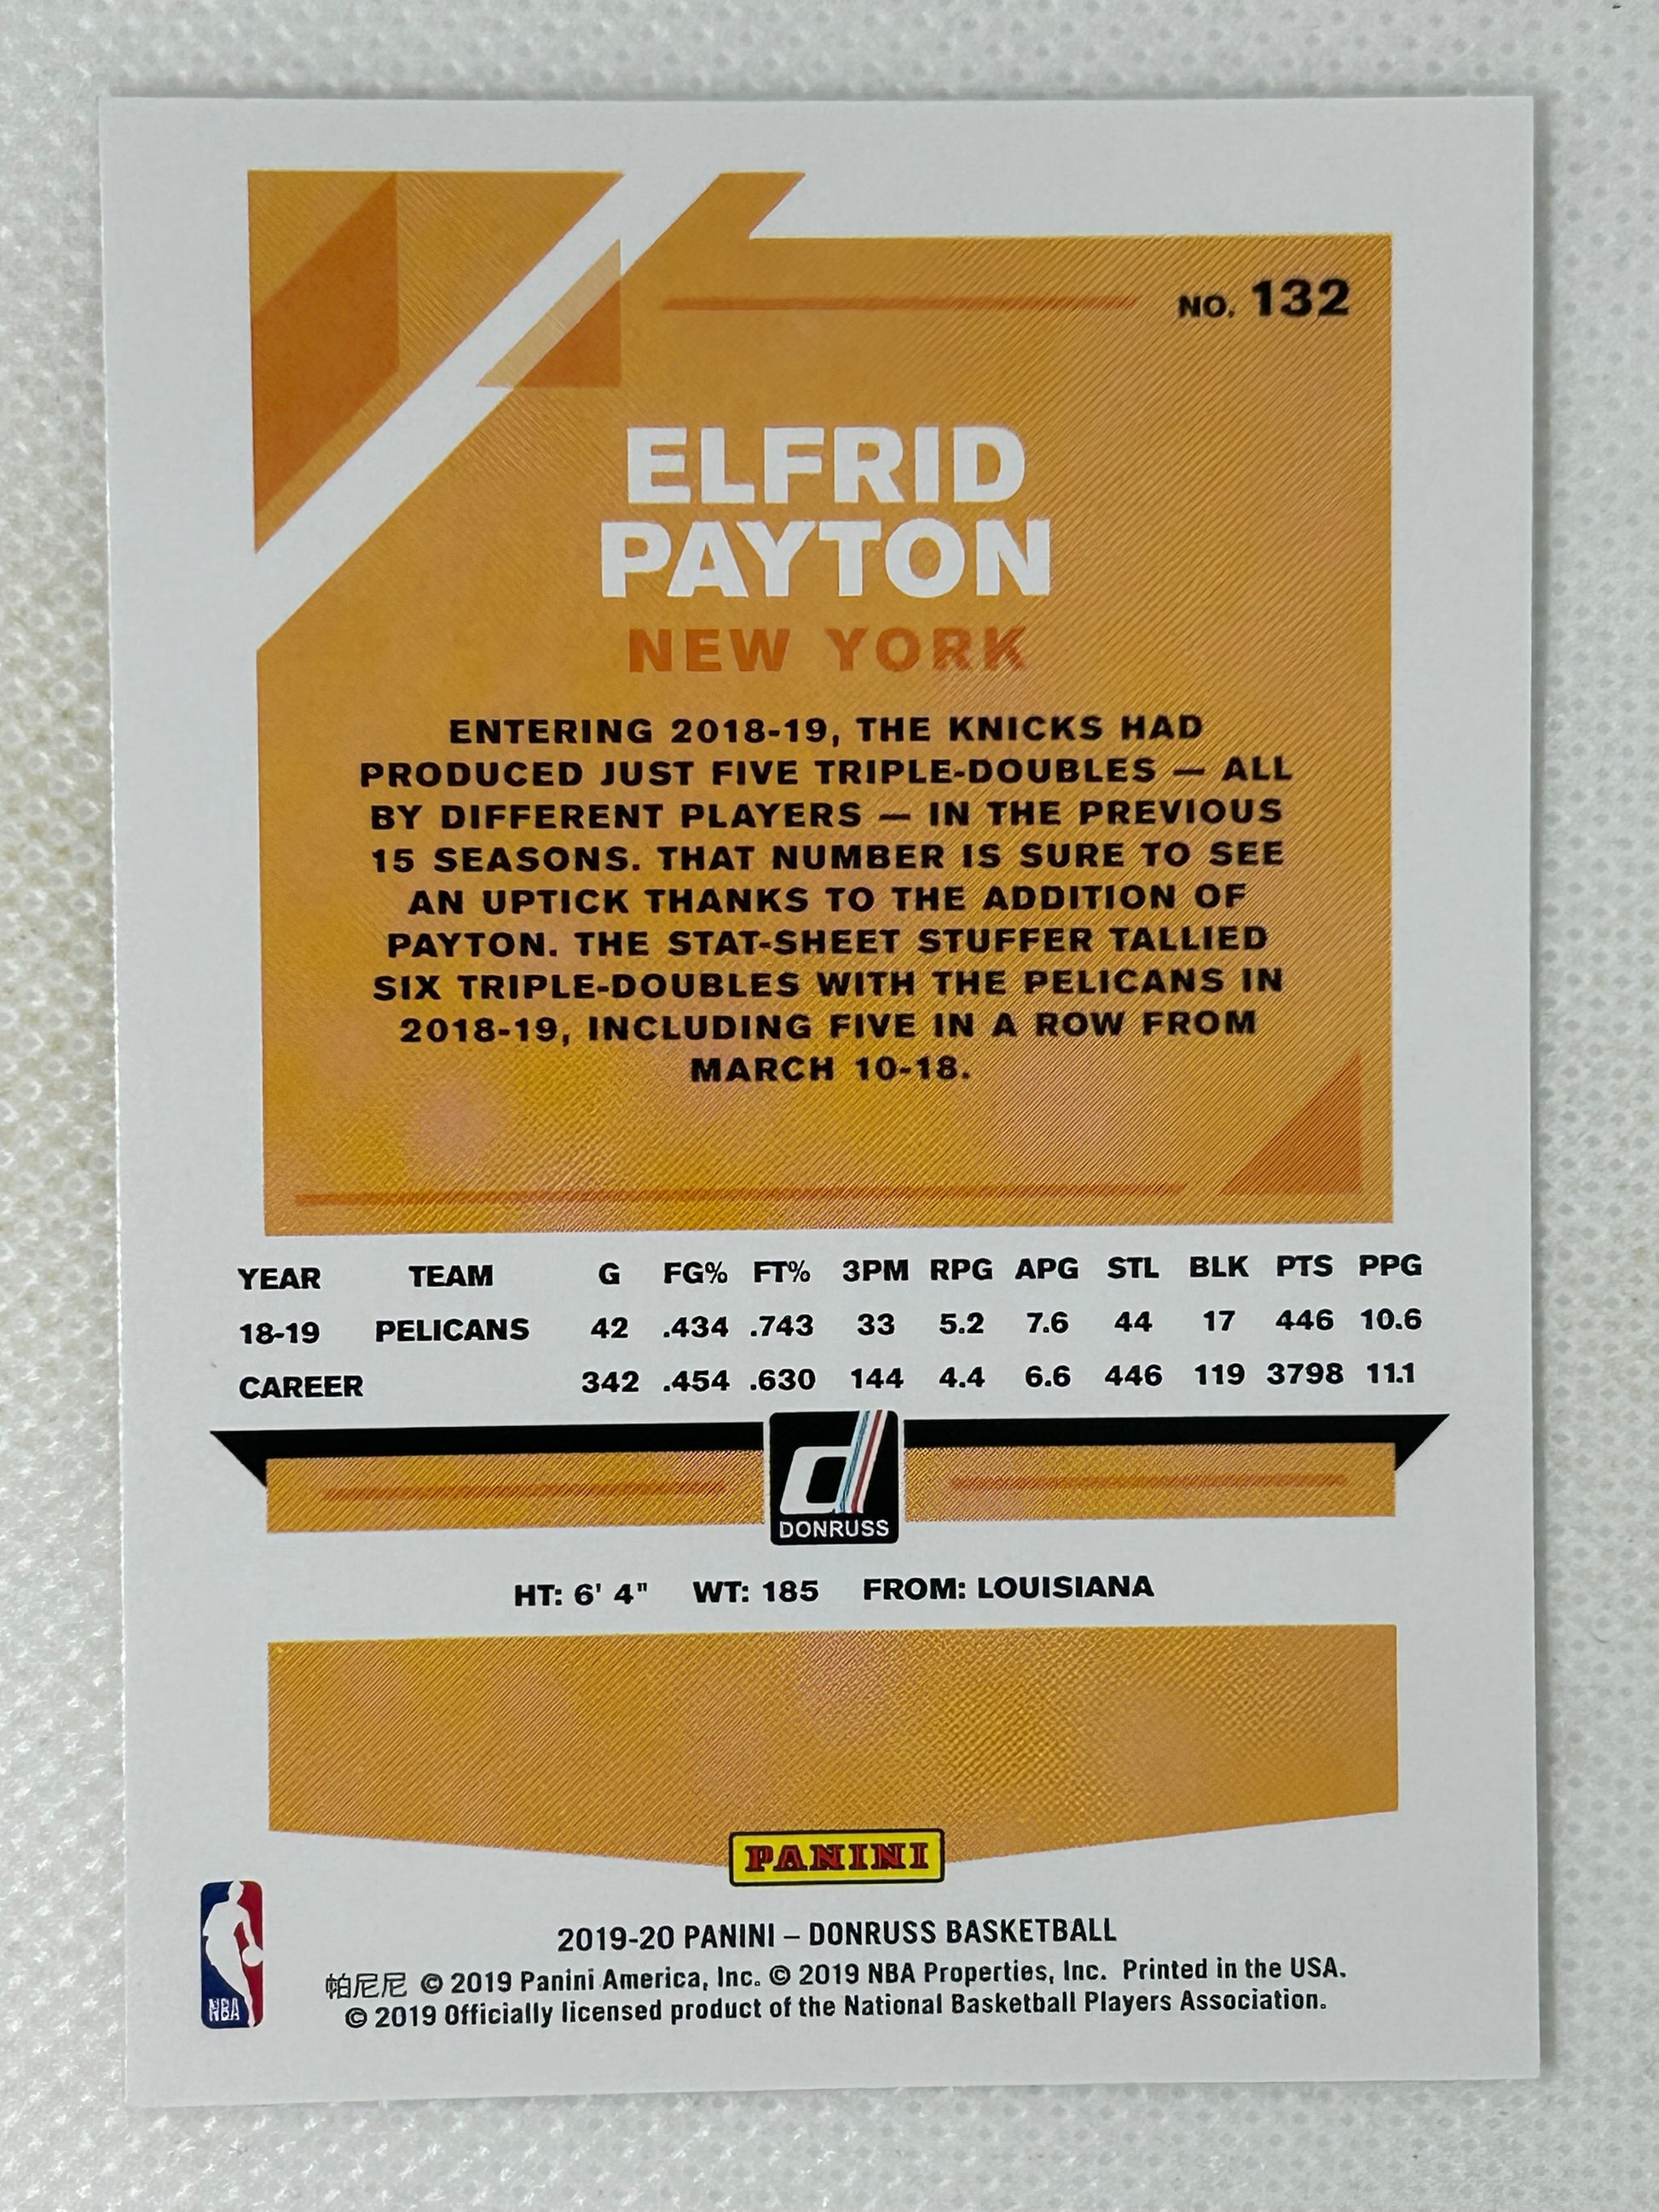 NO. 132
ELFRID
PAYTON
NEW YORK
ENTERING 2018-19, THE KNICKS HAD
PRODUCED JUST FIVE TRIPLE-DOUBLES — ALL
BY DIFFERENT PLAYERS — IN THE PREVIOUS
15 SEASONS. THAT NUMBER IS SURE TO SEE
AN UPTICK THANKS TO THE ADDITION OF
PAYTON. THE STAT-SHEET STUFFER TALLIED
SIX TRIPLE-DOUBLES WITH THE PELICANS IN
2018-19, INCLUDING FIVE IN A ROW FROM
MARCH 10-18.
YEAR TEAM G FG% FT% 3PM RPG APG STL BLK PTS PPG
18-19 PELICANS 42 .434 .743 33 5.2 7.6 44 17 446 10.6
CAREER 342 .454 .630 144 4.4 6.6 446 119 3798 11.1
d
DONRUSS
HT: 6' 4" WT: 185 FROM: LOUISIANA
PANINI
NBA
2019-20 PANINI – DONRUSS BASKETBALL
帕尼尼 © 2019 Panini America, Inc. © 2019 NBA Properties, Inc. Printed in the USA.
© 2019 Officially licensed product of the National Basketball Players Association.